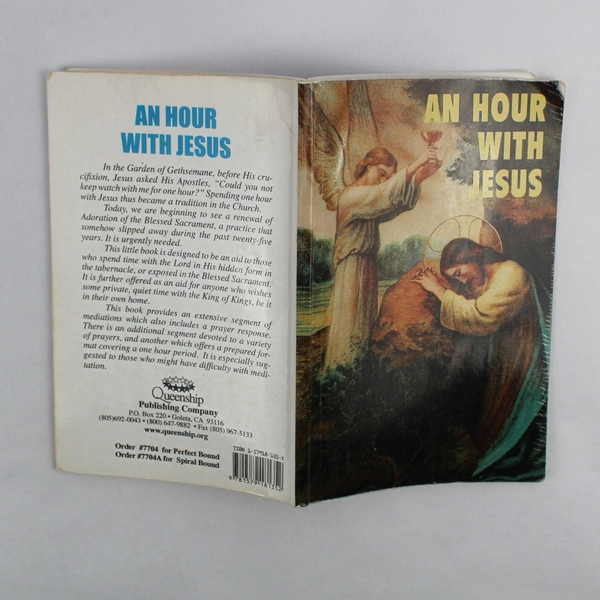 AN HOUR
WITH JESUS
In the Garden of Gethsemane, before His cru-
cifixion, Jesus asked His Apostles, "Could you not
keep watch with me for one hour?" Spending one hour
with Jesus thus became a tradition in the Church.
Today, we are beginning to see a renewal of
Adoration of the Blessed Sacrament, a practice that
somehow slipped away during the past twenty-five
years. It is urgently needed.
This little book is designed to be an aid to those
who spend time with the Lord in His hidden form in
the tabernacle, or exposed in the Blessed Sacrament.
It is further offered as an aid for anyone who wishes
some private, quiet time with the King of Kings, be it
in their own home.
This book provides an extensive segment of
mediations which also includes a prayer response.
There is an additional segment devoted to a variety
of prayers, and another which offers a prepared for-
mat covering a one hour period. It is especially sug-
gested to those who might have difficulty with medi-
tation.
Queenship
Publishing Company
P.O. Box 220 • Goleta, CA 93116
(805)692-0043 • (800) 647-9882 • Fax (805) 967-5133
www.queenship.org
Order #7704 for Perfect Bound
Order #7704A for Spiral Bound
ISBN 1-57918-135-X
9 781579 181352
AN HOUR
WITH
JESUS